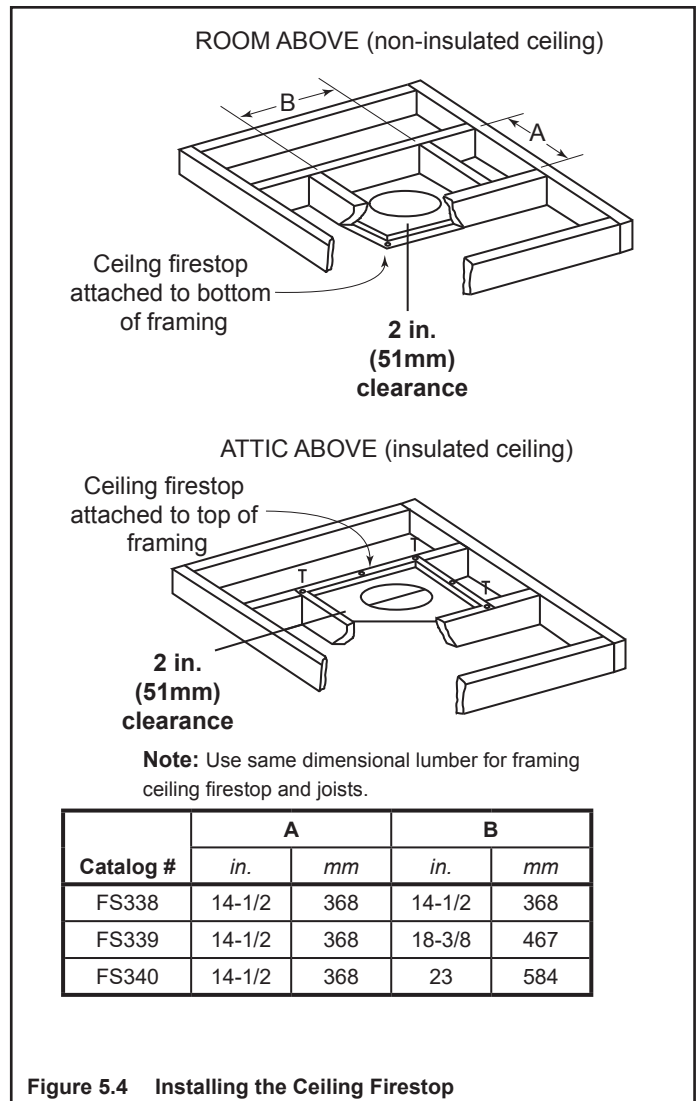 ROOM ABOVE (non-insulated ceiling)
B
A
Ceilng firestop
attached to bottom
of framing
2 in.
(51mm)
clearance
ATTIC ABOVE (insulated ceiling)
Ceiling firestop
attached to top of
framing
2 in.
(51mm)
clearance
Note: Use same dimensional lumber for framing
ceiling firestop and joists.
A B
Catalog # in. mm in. mm
FS338 14-1/2 368 14-1/2 368
FS339 14-1/2 368 18-3/8 467
FS340 14-1/2 368 23 584
Figure 5.4 Installing the Ceiling Firestop